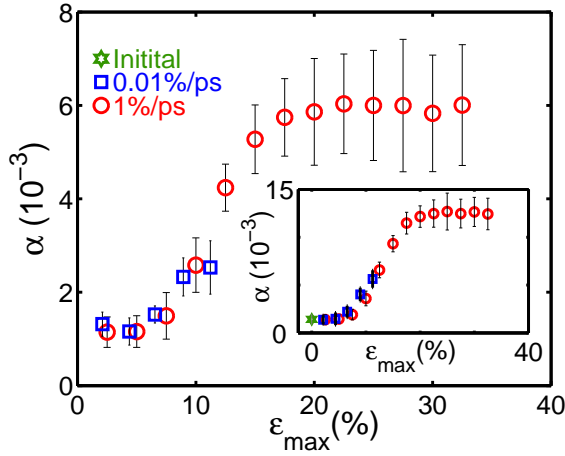 8
6
4
2
0
α (10⁻³)
Initital
0.01%/ps
1%/ps
15
0
α (10⁻³)
0
40
ε_max(%)
0
10
20
30
40
ε_max(%)